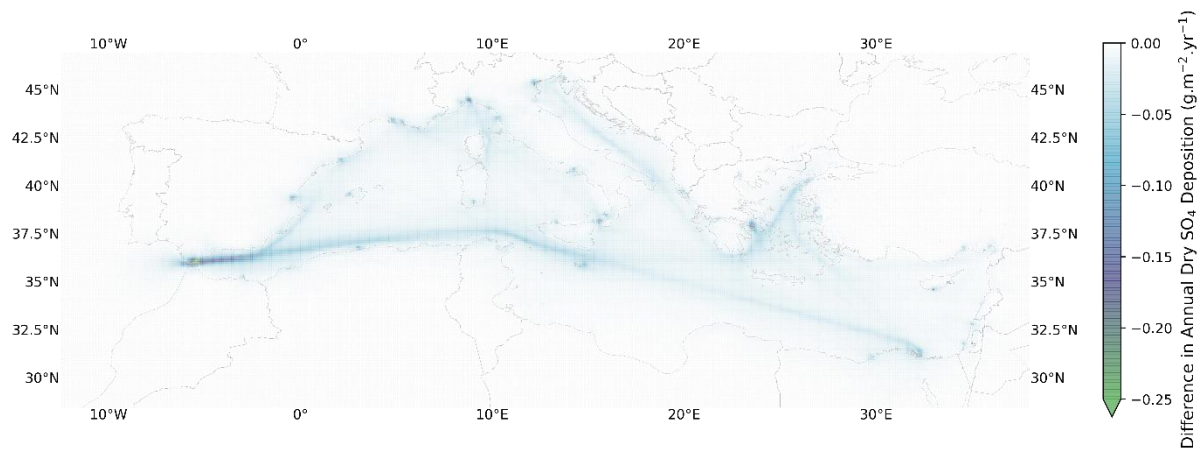 10°W 0° 10°E 20°E 30°E
45°N 45°N
42.5°N 42.5°N
40°N 40°N
37.5°N 37.5°N
35°N 35°N
32.5°N 32.5°N
30°N 30°N
10°W 0° 10°E 20°E 30°E
0.00
−0.05
−0.10
−0.15
−0.20
−0.25
Difference in Annual Dry SO₄ Deposition (g.m⁻².yr⁻¹)